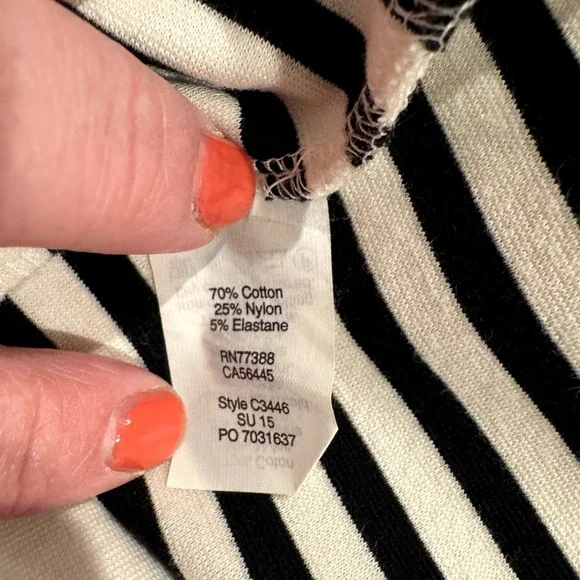 70% Cotton
25% Nylon
5% Elastane
RN77388
CA56445
Style C3446
SU 15
PO 7031637